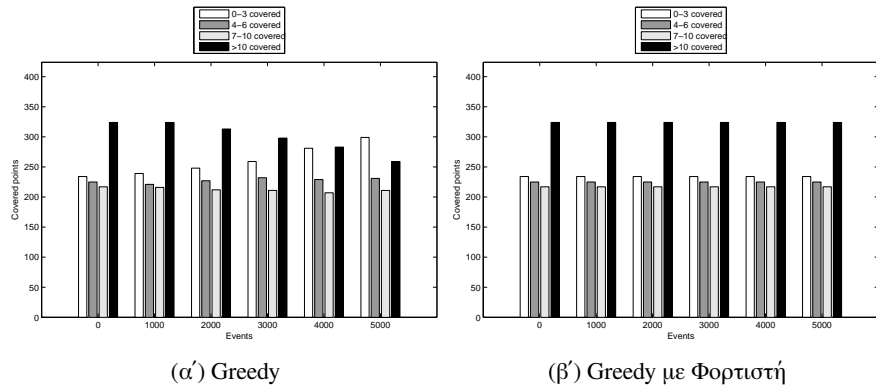 0−3 covered
4−6 covered
7−10 covered
>10 covered
400
350
300
250
200
150
100
50
0
Covered points
0 1000 2000 3000 4000 5000
Events
(αʹ) Greedy
0−3 covered
4−6 covered
7−10 covered
>10 covered
400
350
300
250
200
150
100
50
0
Covered points
0 1000 2000 3000 4000 5000
Events
(βʹ) Greedy με Φορτιστή